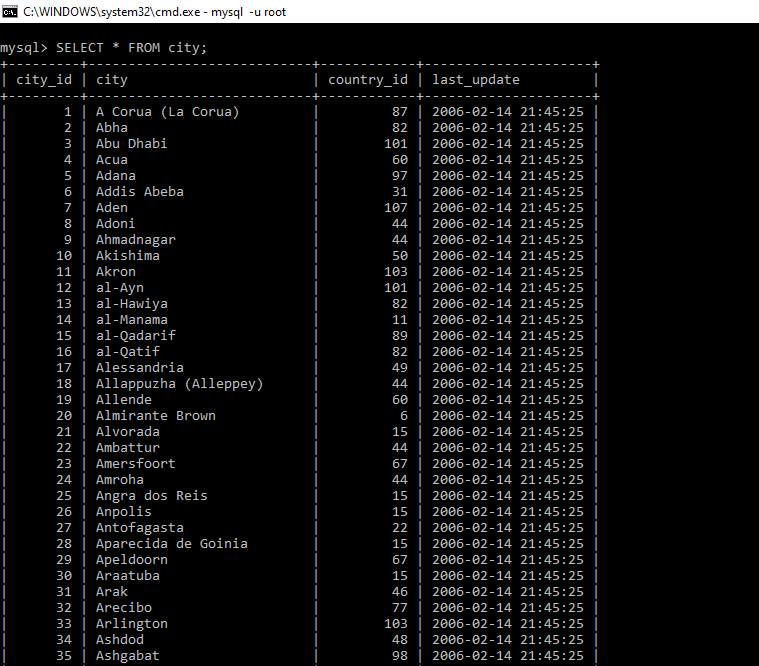 C:\WINDOWS\system32\cmd.exe - mysql  -u root
mysql> SELECT * FROM city;
+---------+----------------------------+------------+---------------------+
| city_id | city                       | country_id | last_update         |
+---------+----------------------------+------------+---------------------+
|       1 | A Corua (La Corua)         |         87 | 2006-02-14 21:45:25 |
|       2 | Abha                       |         82 | 2006-02-14 21:45:25 |
|       3 | Abu Dhabi                  |        101 | 2006-02-14 21:45:25 |
|       4 | Acua                       |         60 | 2006-02-14 21:45:25 |
|       5 | Adana                      |         97 | 2006-02-14 21:45:25 |
|       6 | Addis Abeba                |         31 | 2006-02-14 21:45:25 |
|       7 | Aden                       |        107 | 2006-02-14 21:45:25 |
|       8 | Adoni                      |         44 | 2006-02-14 21:45:25 |
|       9 | Ahmadnagar                 |         44 | 2006-02-14 21:45:25 |
|      10 | Akishima                   |         50 | 2006-02-14 21:45:25 |
|      11 | Akron                      |        103 | 2006-02-14 21:45:25 |
|      12 | al-Ayn                     |        101 | 2006-02-14 21:45:25 |
|      13 | al-Hawiya                  |         82 | 2006-02-14 21:45:25 |
|      14 | al-Manama                  |         11 | 2006-02-14 21:45:25 |
|      15 | al-Qadarif                 |         89 | 2006-02-14 21:45:25 |
|      16 | al-Qatif                   |         82 | 2006-02-14 21:45:25 |
|      17 | Alessandria                |         49 | 2006-02-14 21:45:25 |
|      18 | Allappuzha (Alleppey)      |         44 | 2006-02-14 21:45:25 |
|      19 | Allende                    |         60 | 2006-02-14 21:45:25 |
|      20 | Almirante Brown            |          6 | 2006-02-14 21:45:25 |
|      21 | Alvorada                   |         15 | 2006-02-14 21:45:25 |
|      22 | Ambattur                   |         44 | 2006-02-14 21:45:25 |
|      23 | Amersfoort                 |         67 | 2006-02-14 21:45:25 |
|      24 | Amroha                     |         44 | 2006-02-14 21:45:25 |
|      25 | Angra dos Reis             |         15 | 2006-02-14 21:45:25 |
|      26 | Anpolis                    |         15 | 2006-02-14 21:45:25 |
|      27 | Antofagasta                |         22 | 2006-02-14 21:45:25 |
|      28 | Aparecida de Goinia        |         15 | 2006-02-14 21:45:25 |
|      29 | Apeldoorn                  |         67 | 2006-02-14 21:45:25 |
|      30 | Araatuba                   |         15 | 2006-02-14 21:45:25 |
|      31 | Arak                       |         46 | 2006-02-14 21:45:25 |
|      32 | Arecibo                    |         77 | 2006-02-14 21:45:25 |
|      33 | Arlington                  |        103 | 2006-02-14 21:45:25 |
|      34 | Ashdod                     |         48 | 2006-02-14 21:45:25 |
|      35 | Ashgabat                   |         98 | 2006-02-14 21:45:25 |